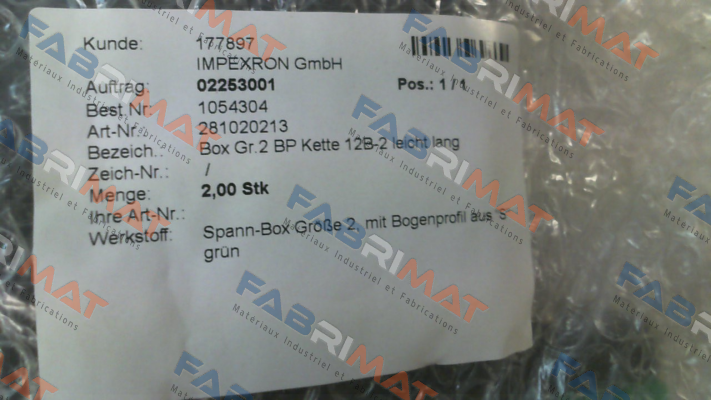 Kunde: 177897
IMPEXRON GmbH
Auftrag: 02253001 Pos.: 1 / 1
Best.Nr.: 1054304
Art-Nr.: 281020213
Bezeich.: Box Gr.2 BP Kette 12B-2 leicht lang
Zeich-Nr.: /
Menge: 2,00 Stk
Ihre Art-Nr.:
Werkstoff: Spann-Box Größe 2, mit Bogenprofil aus "S"
grün
FABRIMAT
Materiaux Industriel et Fabrications